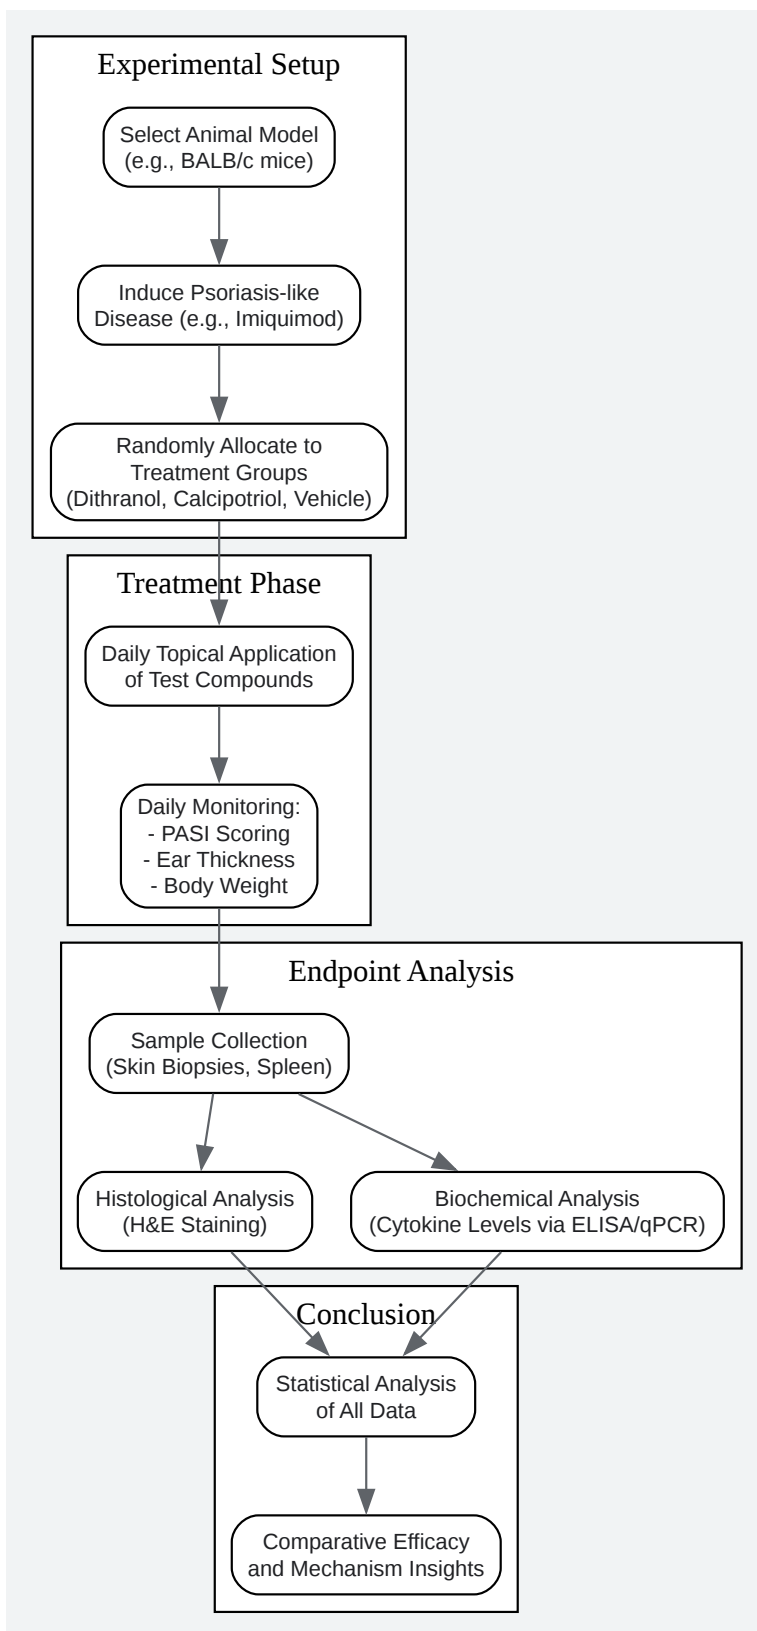 Experimental Setup
Select Animal Model
(e.g., BALB/c mice)
Induce Psoriasis-like
Disease (e.g., Imiquimod)
Randomly Allocate to
Treatment Groups
(Dithranol, Calcipotriol, Vehicle)
Treatment Phase
Daily Topical Application
of Test Compounds
Daily Monitoring:
- PASI Scoring
- Ear Thickness
- Body Weight
Endpoint Analysis
Sample Collection
(Skin Biopsies, Spleen)
Histological Analysis
(H&E Staining)
Biochemical Analysis
(Cytokine Levels via ELISA/qPCR)
Conclusion
Statistical Analysis
of All Data
Comparative Efficacy
and Mechanism Insights